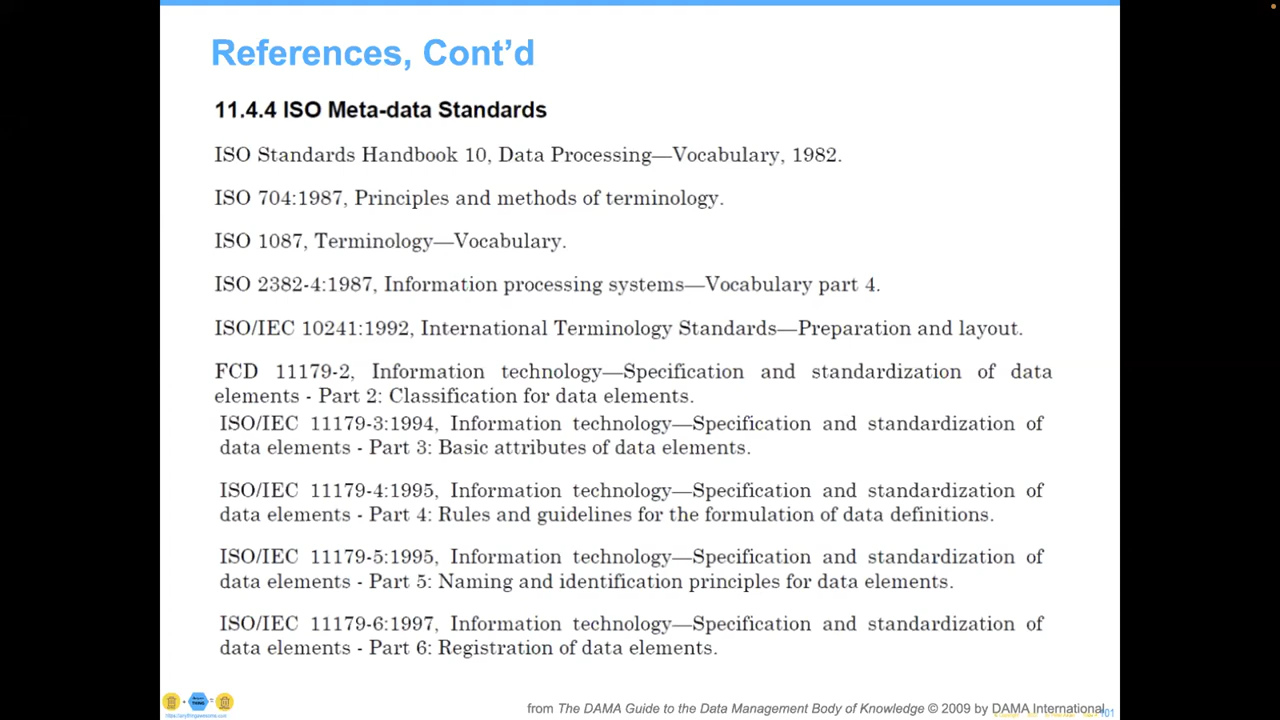 References, Cont’d
11.4.4 ISO Meta-data Standards
ISO Standards Handbook 10, Data Processing—Vocabulary, 1982.
ISO 704:1987, Principles and methods of terminology.
ISO 1087, Terminology—Vocabulary.
ISO 2382-4:1987, Information processing systems—Vocabulary part 4.
ISO/IEC 10241:1992, International Terminology Standards—Preparation and layout.
FCD 11179-2, Information technology—Specification and standardization of data
elements - Part 2: Classification for data elements.
ISO/IEC 11179-3:1994, Information technology—Specification and standardization of
data elements - Part 3: Basic attributes of data elements.
ISO/IEC 11179-4:1995, Information technology—Specification and standardization of
data elements - Part 4: Rules and guidelines for the formulation of data definitions.
ISO/IEC 11179-5:1995, Information technology—Specification and standardization of
data elements - Part 5: Naming and identification principles for data elements.
ISO/IEC 11179-6:1997, Information technology—Specification and standardization of
data elements - Part 6: Registration of data elements.
from The DAMA Guide to the Data Management Body of Knowledge © 2009 by DAMA International
101
https://anythingawesome.com